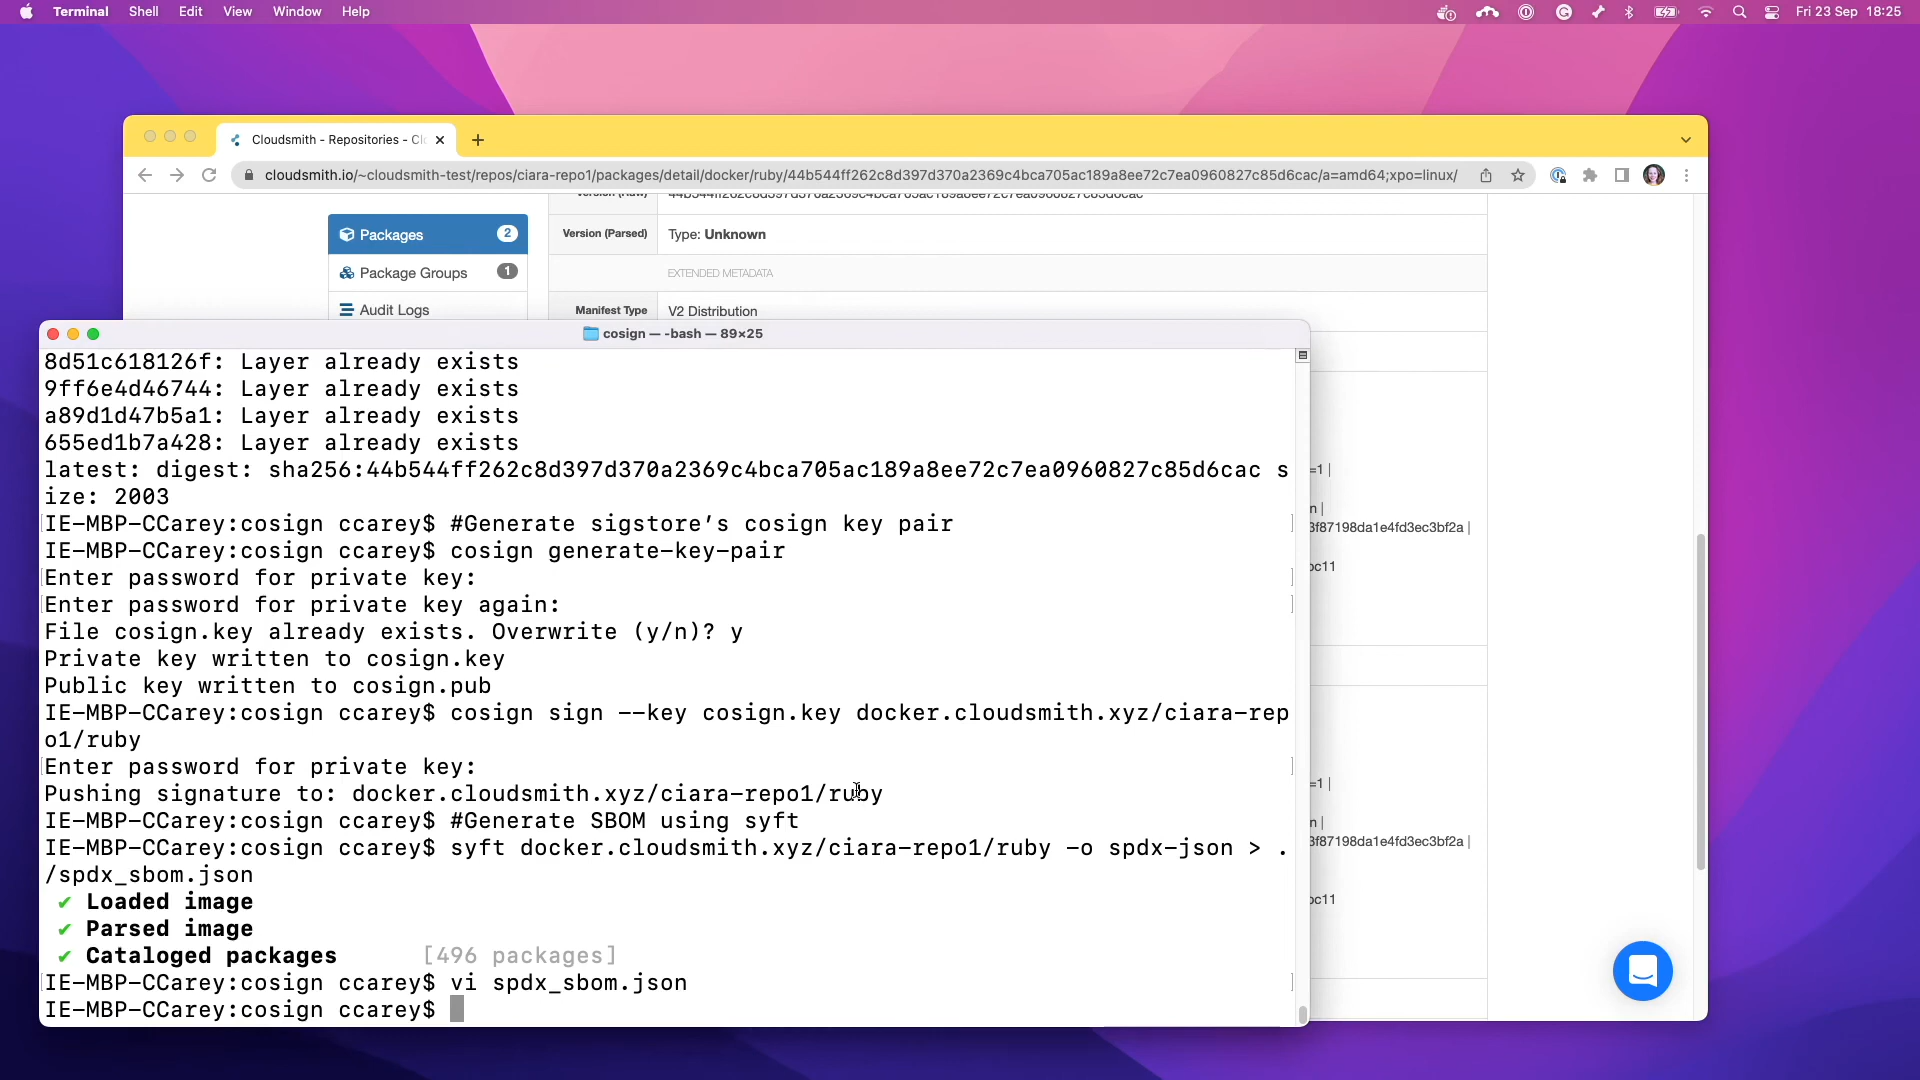 Terminal Shell Edit View Window Help
Fri 23 Sep 18:25
Cloudsmith - Repositories - Cl
cloudsmith.io/~cloudsmith-test/repos/ciara-repo1/packages/detail/docker/ruby/44b544ff262c8d397d370a2369c4bca705ac189a8ee72c7ea0960827c85d6cac/a=amd64;xpo=linux/
44b544ff262c8d397d370a2369c4bca705ac189a8ee72c7ea0960827c85d6cac
Packages 2
Version (Parsed) Type: Unknown
Package Groups 1
EXTENDED METADATA
Audit Logs
Manifest Type V2 Distribution
cosign — -bash — 89×25
8d51c618126f: Layer already exists
9ff6e4d46744: Layer already exists
a89d1d47b5a1: Layer already exists
655ed1b7a428: Layer already exists
latest: digest: sha256:44b544ff262c8d397d370a2369c4bca705ac189a8ee72c7ea0960827c85d6cac s
ize: 2003
IE-MBP-CCarey:cosign ccarey$ #Generate sigstore’s cosign key pair
IE-MBP-CCarey:cosign ccarey$ cosign generate-key-pair
Enter password for private key:
Enter password for private key again:
File cosign.key already exists. Overwrite (y/n)? y
Private key written to cosign.key
Public key written to cosign.pub
IE-MBP-CCarey:cosign ccarey$ cosign sign --key cosign.key docker.cloudsmith.xyz/ciara-rep
o1/ruby
Enter password for private key:
Pushing signature to: docker.cloudsmith.xyz/ciara-repo1/ruby
IE-MBP-CCarey:cosign ccarey$ #Generate SBOM using syft
IE-MBP-CCarey:cosign ccarey$ syft docker.cloudsmith.xyz/ciara-repo1/ruby -o spdx-json > .
/spdx_sbom.json
✔ Loaded image
✔ Parsed image
✔ Cataloged packages [496 packages]
IE-MBP-CCarey:cosign ccarey$ vi spdx_sbom.json
IE-MBP-CCarey:cosign ccarey$
=1 |
n |
3f87198da1e4fd3ec3bf2a |
oc11
=1 |
n |
3f87198da1e4fd3ec3bf2a |
oc11